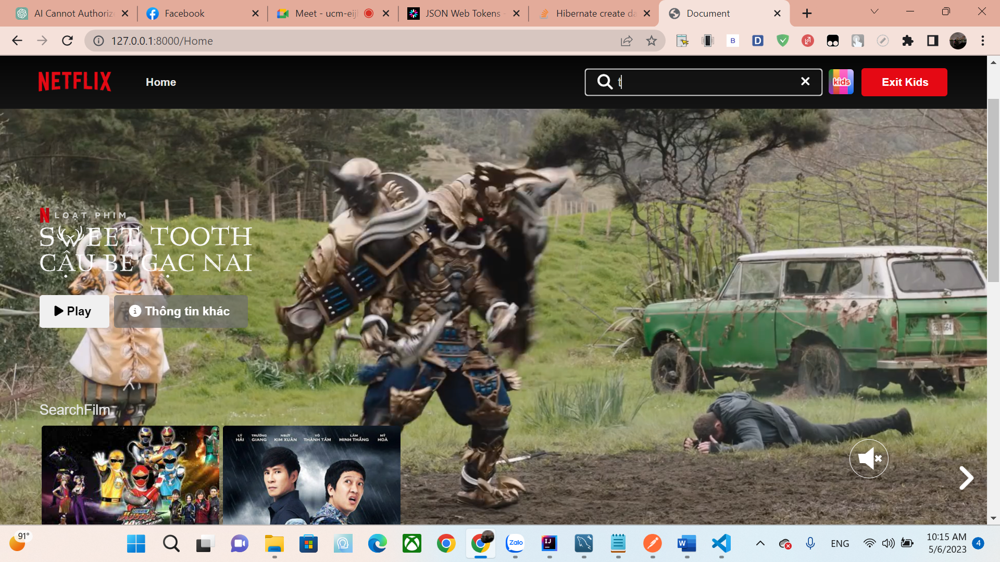 AI Cannot Authoriz
Facebook
Meet - ucm-eij
JSON Web Tokens -
Hibernate create da
Document
127.0.0.1:8000/Home
B
D
NETFLIX
Home
t
kids
Exit Kids
N LOẠT PHIM
SWEET TOOTH
CẬU BÉ GẠC NAI
Play
Thông tin khác
SearchFilm
LÝ HẢI
TRƯỜNG GIANG
NSƯT KIM XUÂN
VÕ THÀNH TÂM
LÂM MINH THẮNG
MỸ HOÀ
91°
Zalo
IJ
W
ENG
10:15 AM
5/6/2023
4